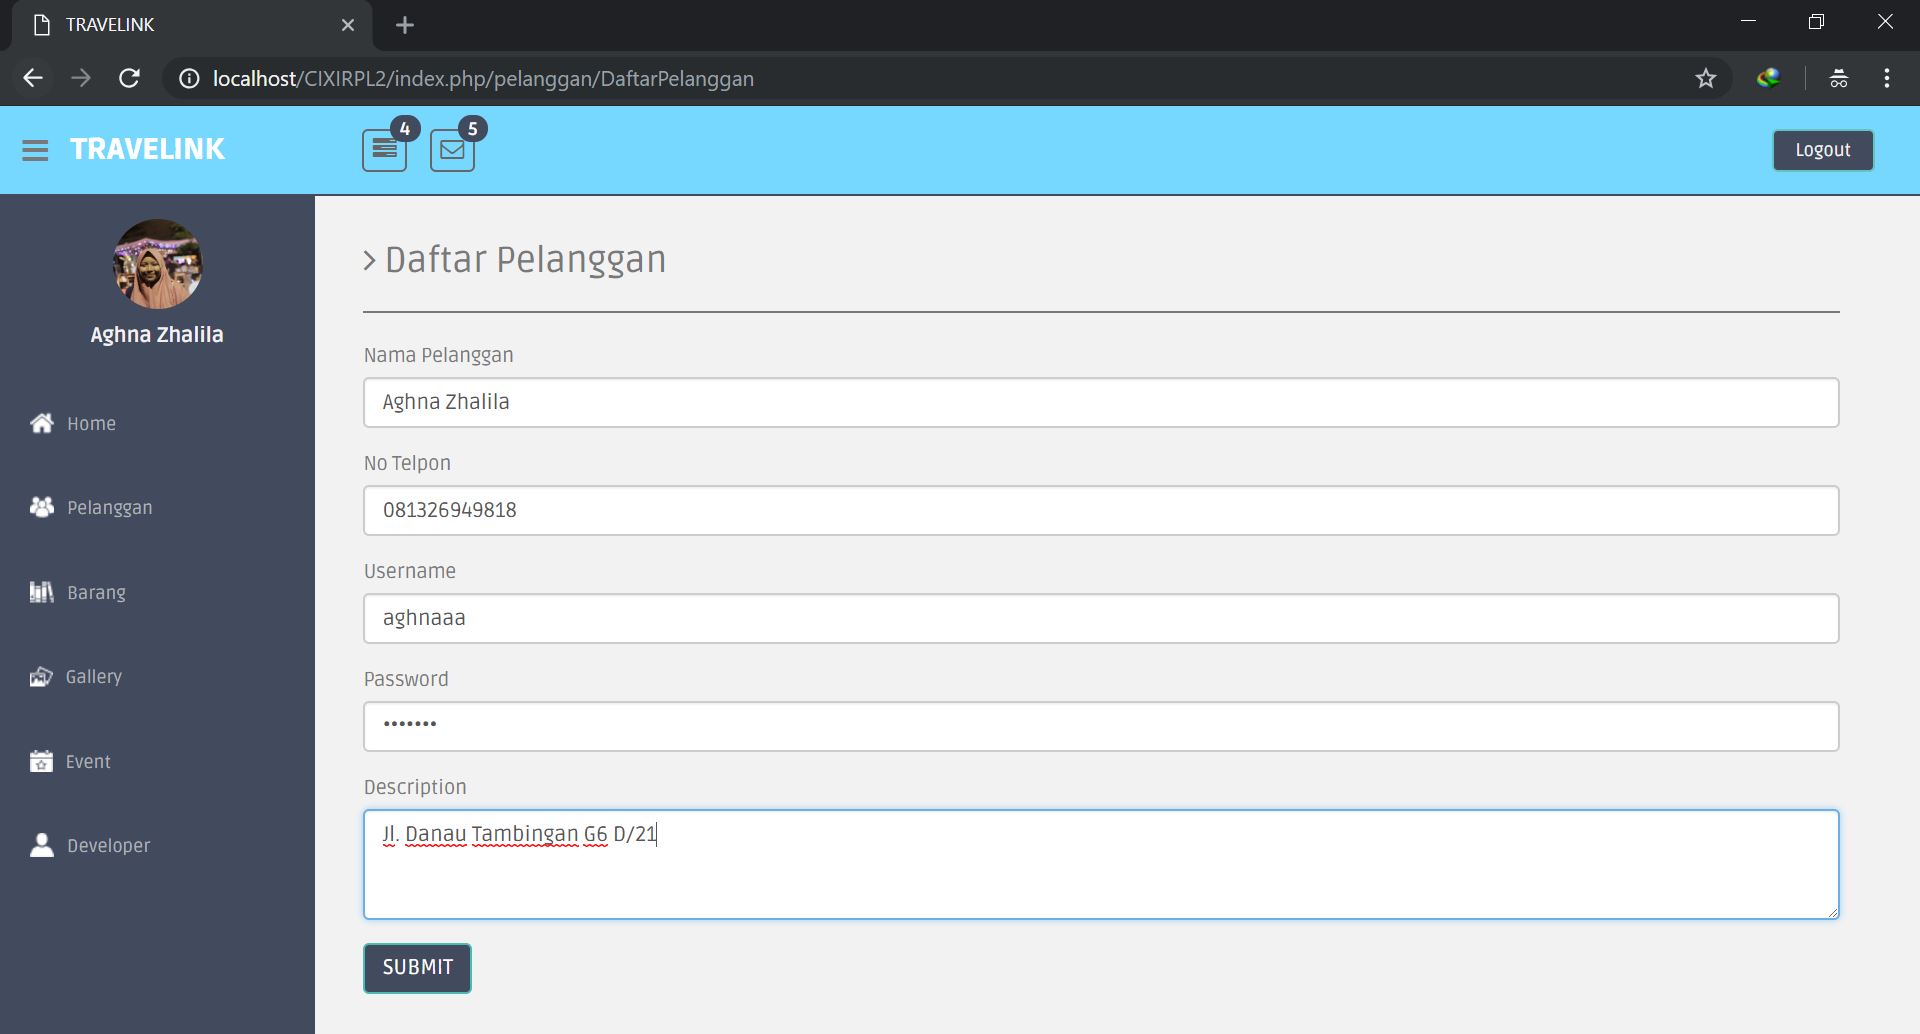 TRAVELINK
localhost/CIXIRPL2/index.php/pelanggan/DaftarPelanggan
TRAVELINK
4
5
Logout
Aghna Zhalila
Home
Pelanggan
Barang
Gallery
Event
Developer
Daftar Pelanggan
Nama Pelanggan
Aghna Zhalila
No Telpon
081326949818
Username
aghnaaa
Password
•••••••
Description
Jl. Danau Tambingan G6 D/21
SUBMIT